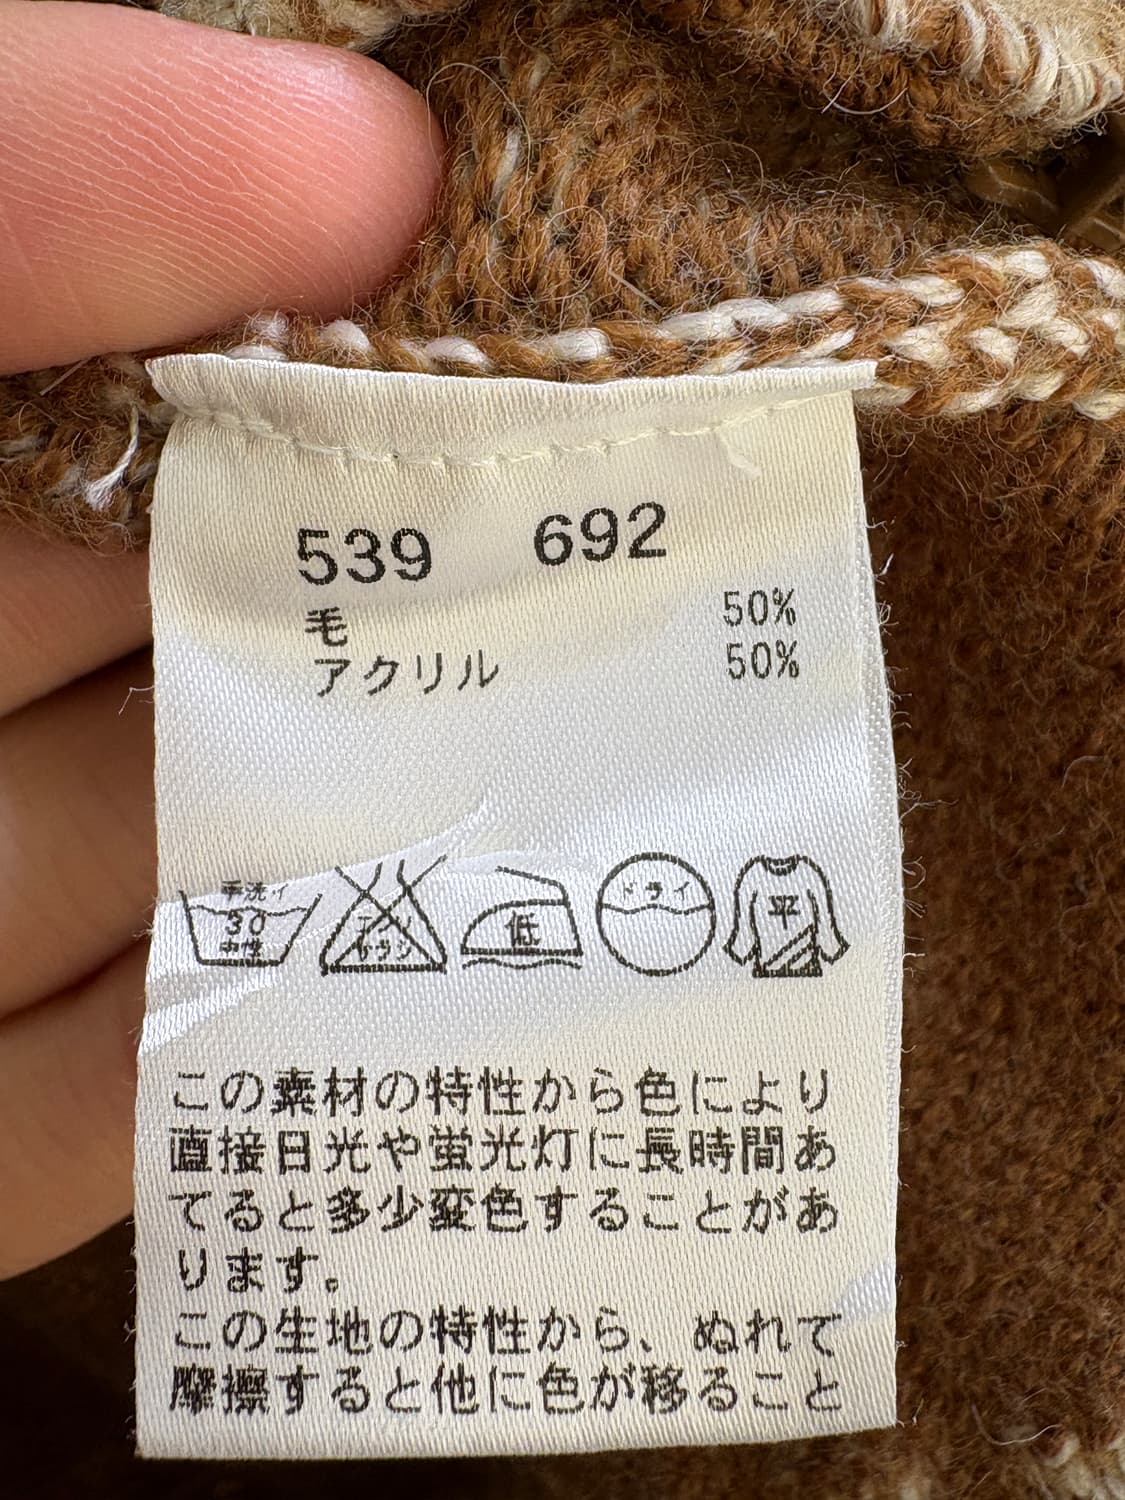 539 692
毛 50%
アクリル 50%
手洗イ
30
中性
エンソ
サラシ
低
ドライ
平
この素材の特性から色により
直接日光や蛍光灯に長時間あ
てると多少変色することがあ
ります。
この生地の特性から、ぬれて
摩擦すると他に色が移ること